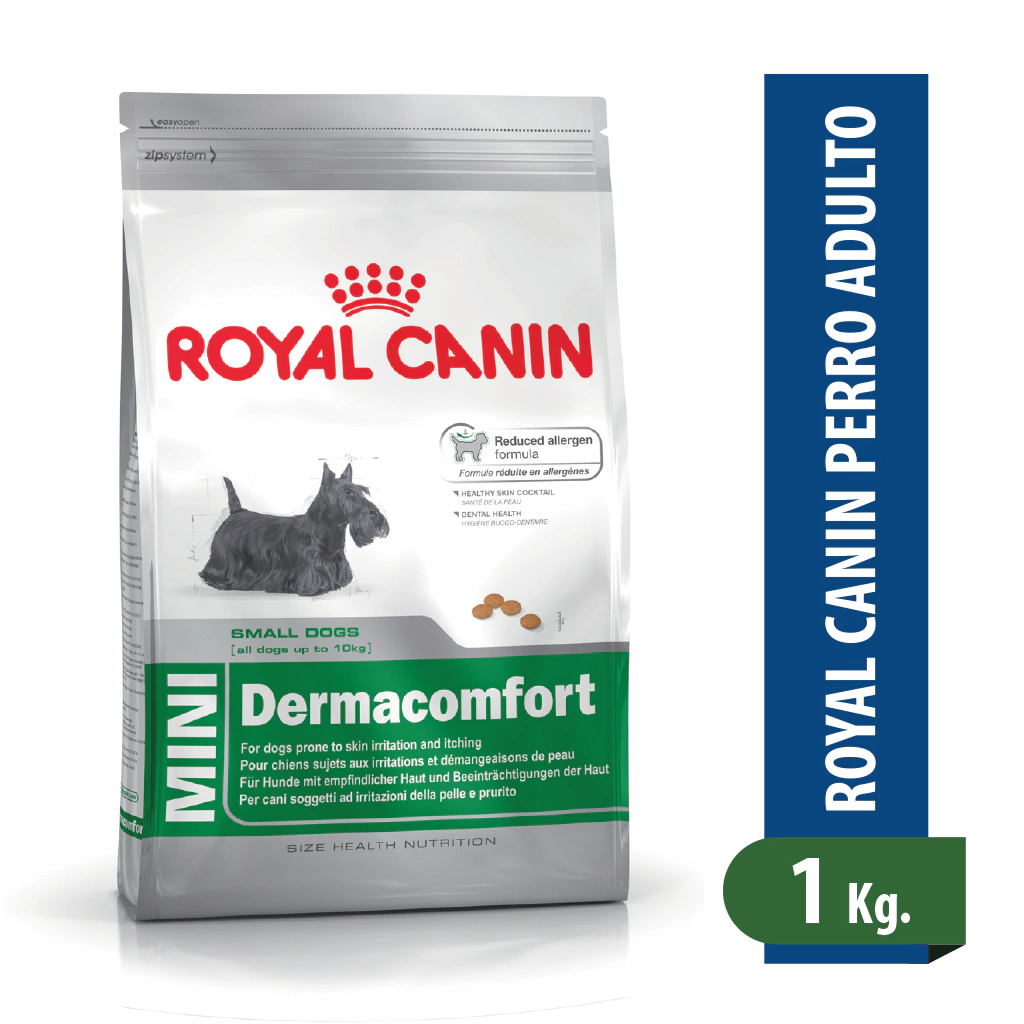 easyopen
zipsystem
ROYAL CANIN
Reduced allergen
formula
Formule réduite en allergènes
HEALTHY SKIN COCKTAIL
SANTÉ DE LA PEAU
DENTAL HEALTH
HYGIÈNE BUCCO-DENTAIRE
SMALL DOGS
[all dogs up to 10kg]
MINI
Dermacomfort
For dogs prone to skin irritation and itching
Pour chiens sujets aux irritations et démangeaisons de peau
Für Hunde mit empfindlicher Haut und Beeinträchtigungen der Haut
Per cani soggetti ad irritazioni della pelle e prurito
SIZE HEALTH NUTRITION
ROYAL CANIN PERRO ADULTO
1 Kg.